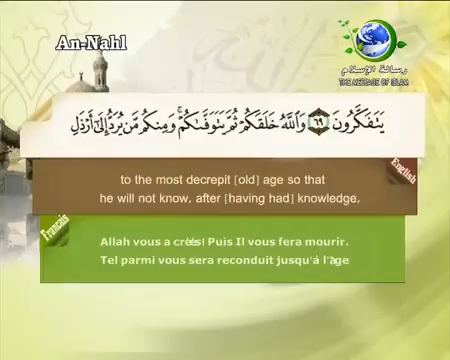 An-Nahl
رسالة الإسلام
THE MESSAGE OF ISLAM
يَتَفَكَّرُونَ ٦٩ وَٱللَّهُ خَلَقَكُمْ ثُمَّ يَتَوَفَّىٰكُمْ ۚ وَمِنكُم مَّن يُرَدُّ إِلَىٰٓ أَرْذَلِ
English
to the most decrepit [old] age so that
he will not know, after [having had] knowledge,
Français
Allah vous a créés! Puis Il vous fera mourir.
Tel parmi vous sera reconduit jusqu'à l'âge